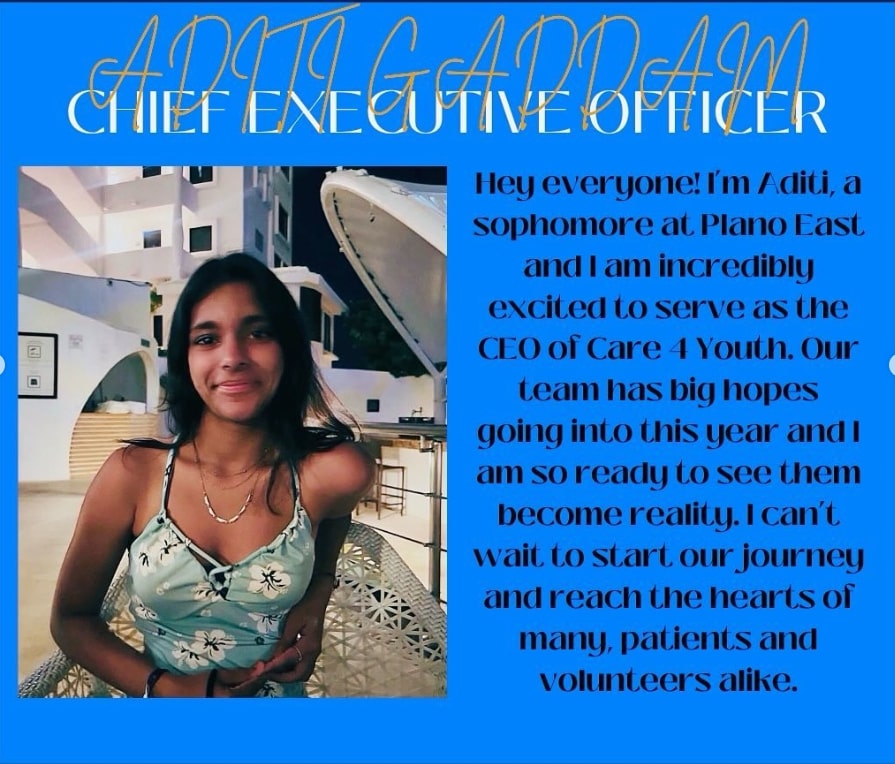 ADITI GADDAM
CHIEF EXECUTIVE OFFICER
Hey everyone! I'm Aditi, a
sophomore at Plano East
and I am incredibly
excited to serve as the
CEO of Care 4 Youth. Our
team has big hopes
going into this year and I
am so ready to see them
become reality. I can't
wait to start our journey
and reach the hearts of
many, patients and
volunteers alike.